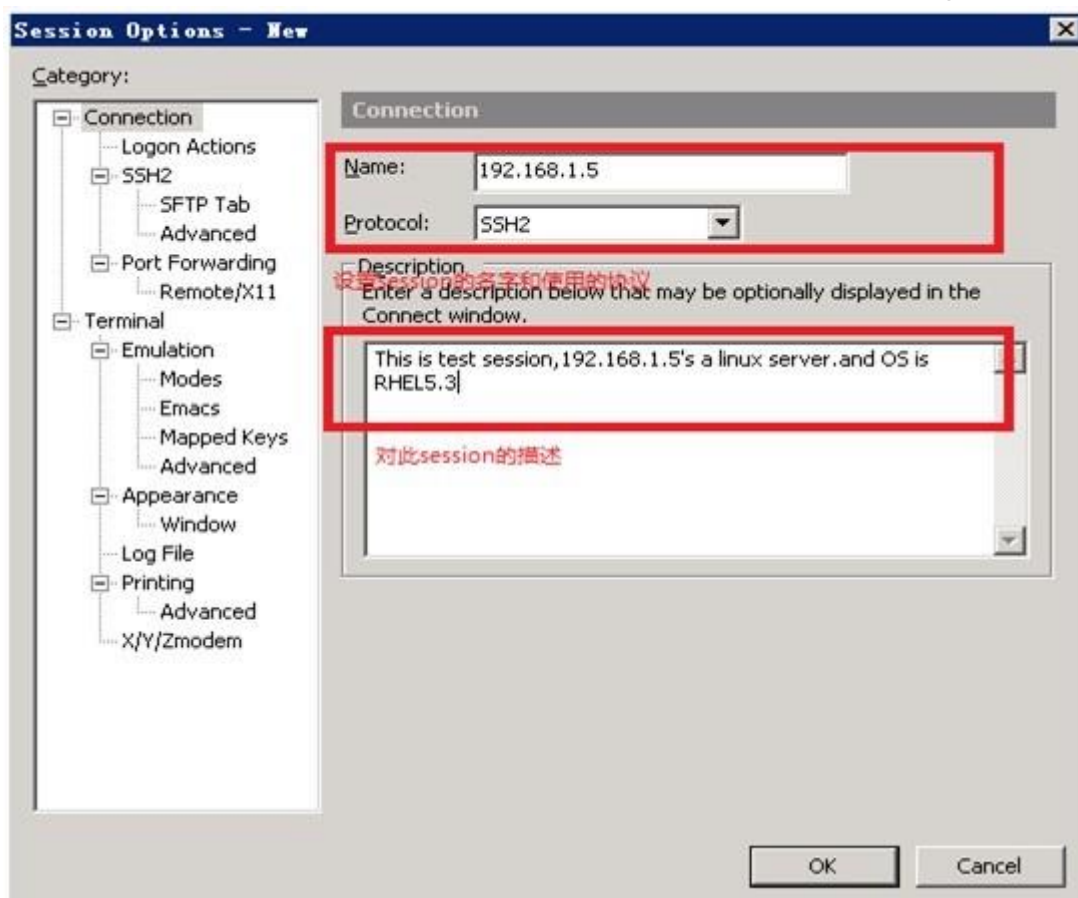 Session Options - New
Category:
Connection
Logon Actions
SSH2
SFTP Tab
Advanced
Port Forwarding
Remote/X11
Terminal
Emulation
Modes
Emacs
Mapped Keys
Advanced
Appearance
Window
Log File
Printing
Advanced
X/Y/Zmodem
Connection
Name: 192.168.1.5
Protocol: SSH2
Description
设置session的名字和使用的协议
Enter a description below that may be optionally displayed in the
Connect window.
This is test session,192.168.1.5's a linux server.and OS is
RHEL5.3
对此session的描述
OK Cancel